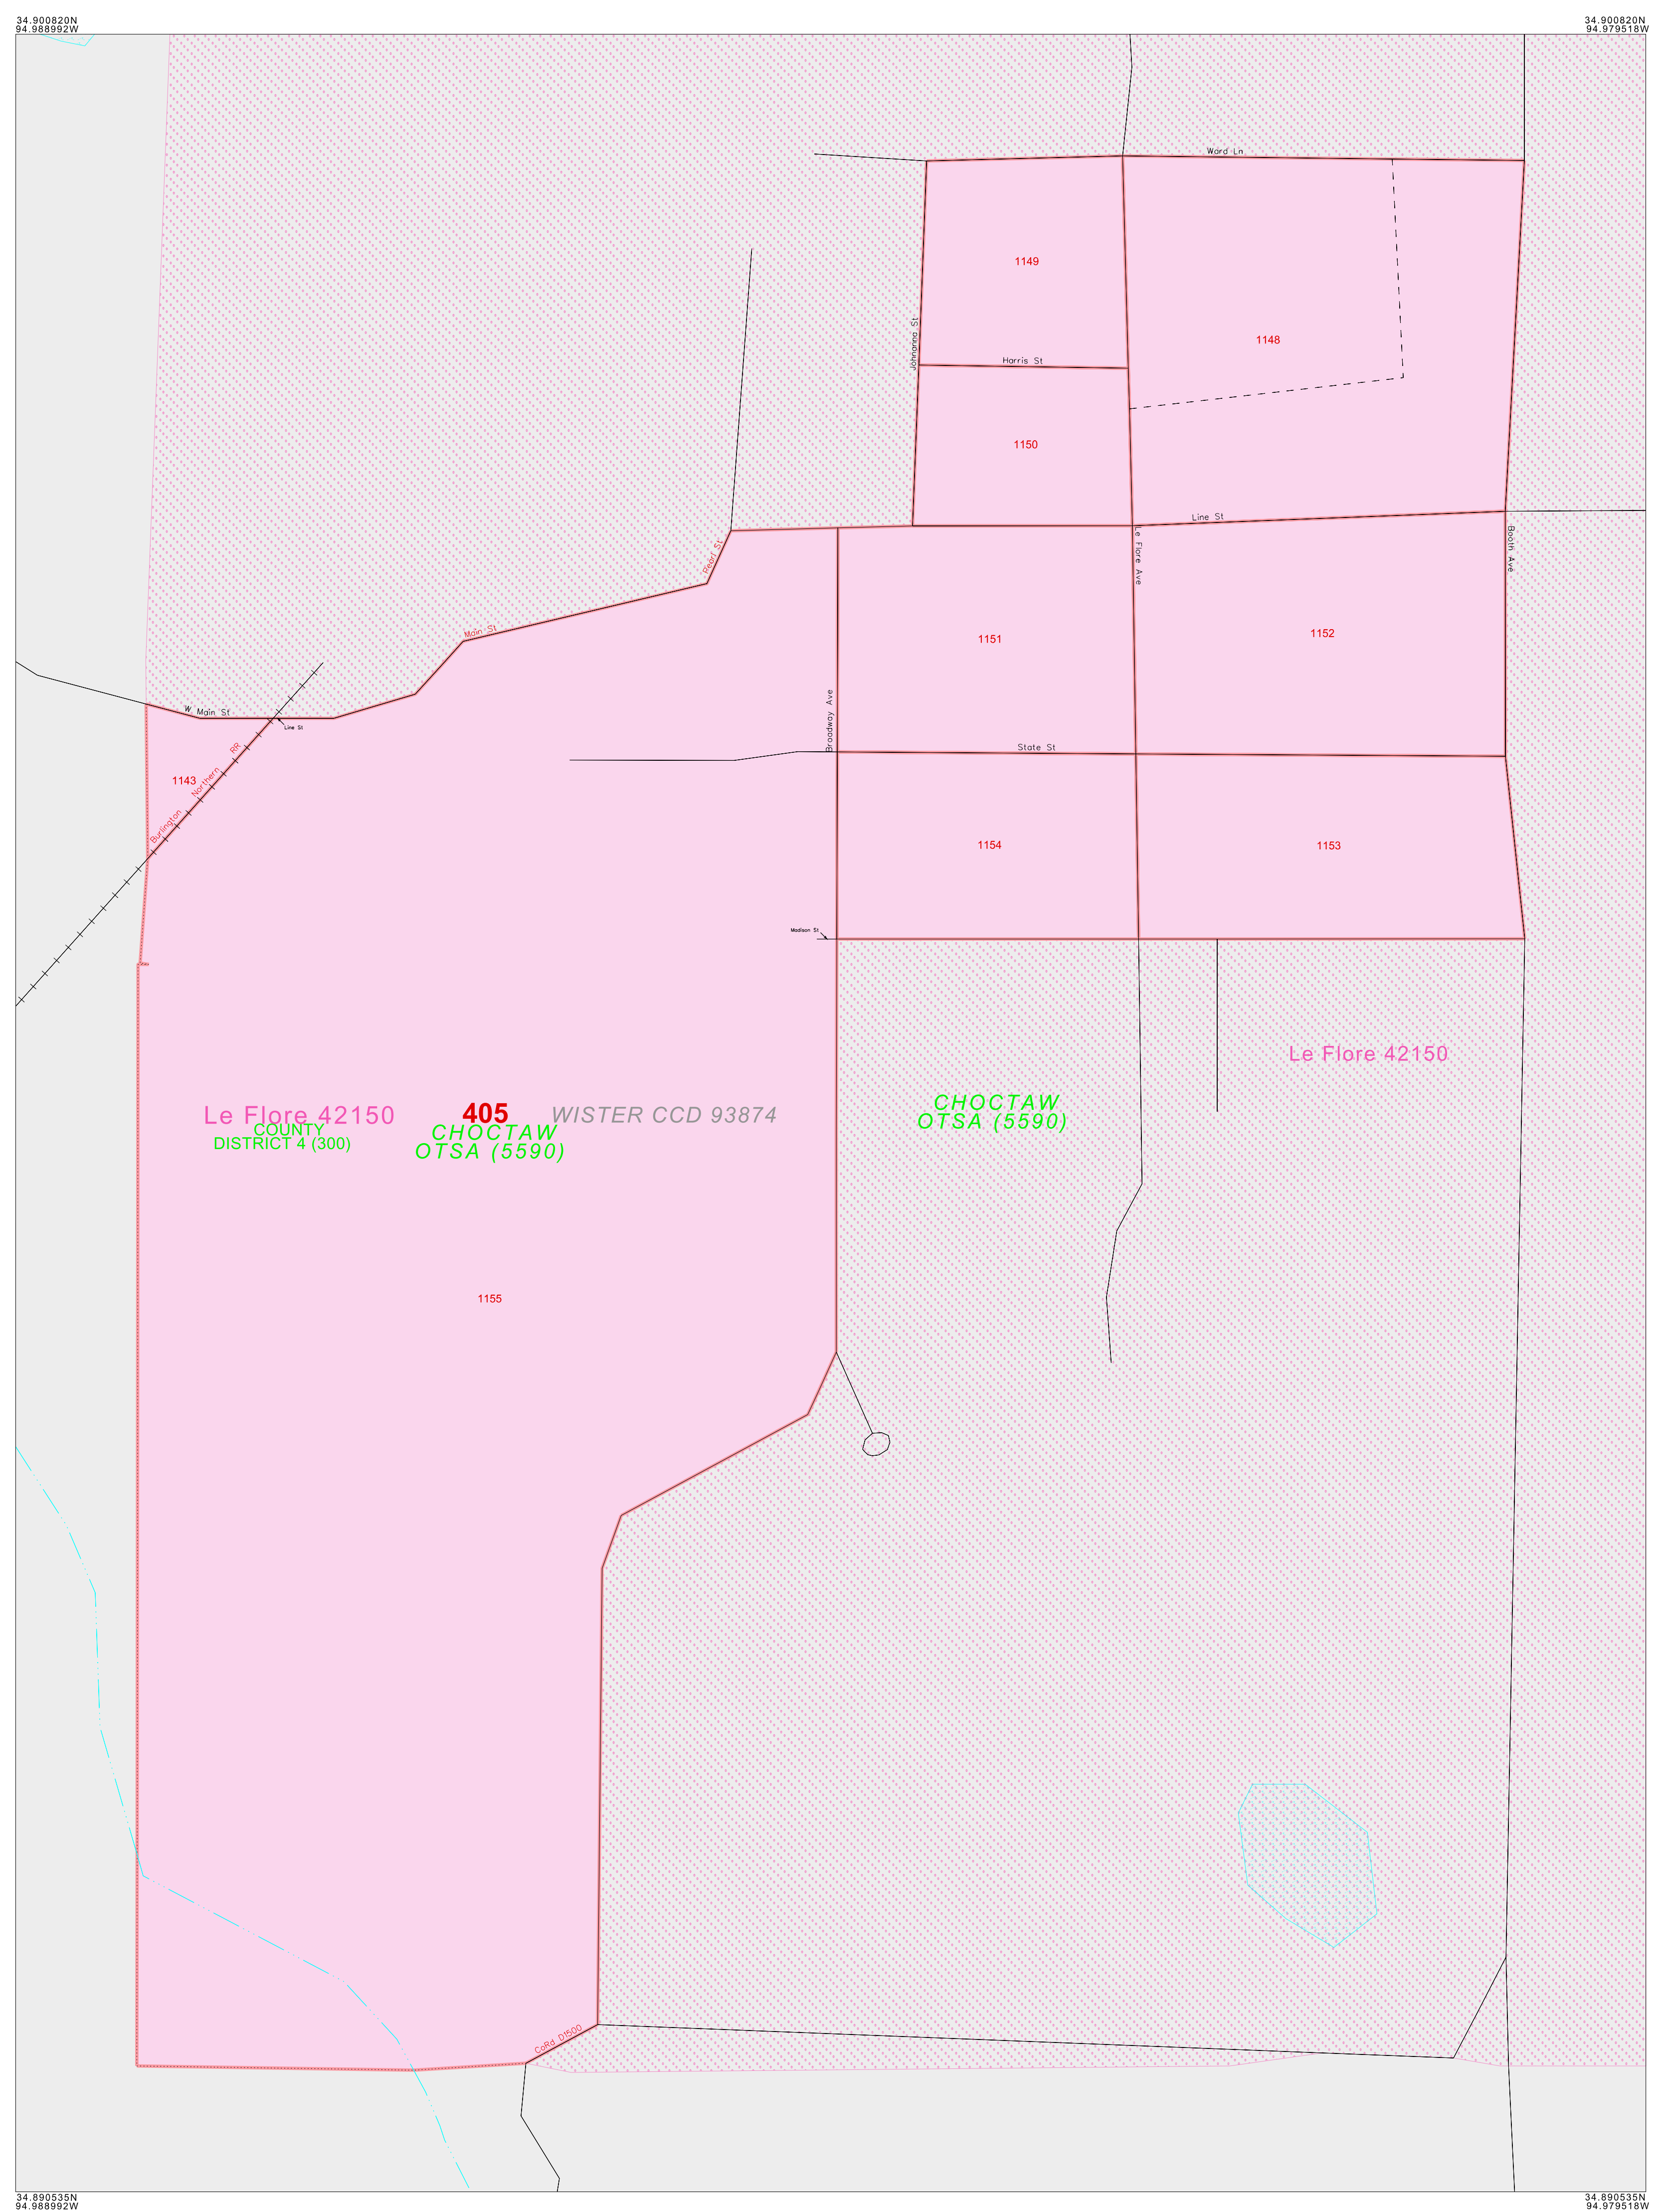 34.900820N
94.988992W
34.900820N
94.979518W
Ward Ln
1149
Johnanna St
Harris St
1148
1150
Line St
Le Flore Ave
Booth Ave
Pearl St
Main St
1151
1152
Broadway Ave
W Main St
Line St
State St
1143
Burlington Northern RR
1154
1153
Madison St
Le Flore 42150
Le Flore 42150
COUNTY
DISTRICT 4 (300)
405
WISTER CCD 93874
CHOCTAW
OTSA (5590)
CHOCTAW
OTSA (5590)
1155
CoRd D1500
34.890535N
94.988992W
34.890535N
94.979518W